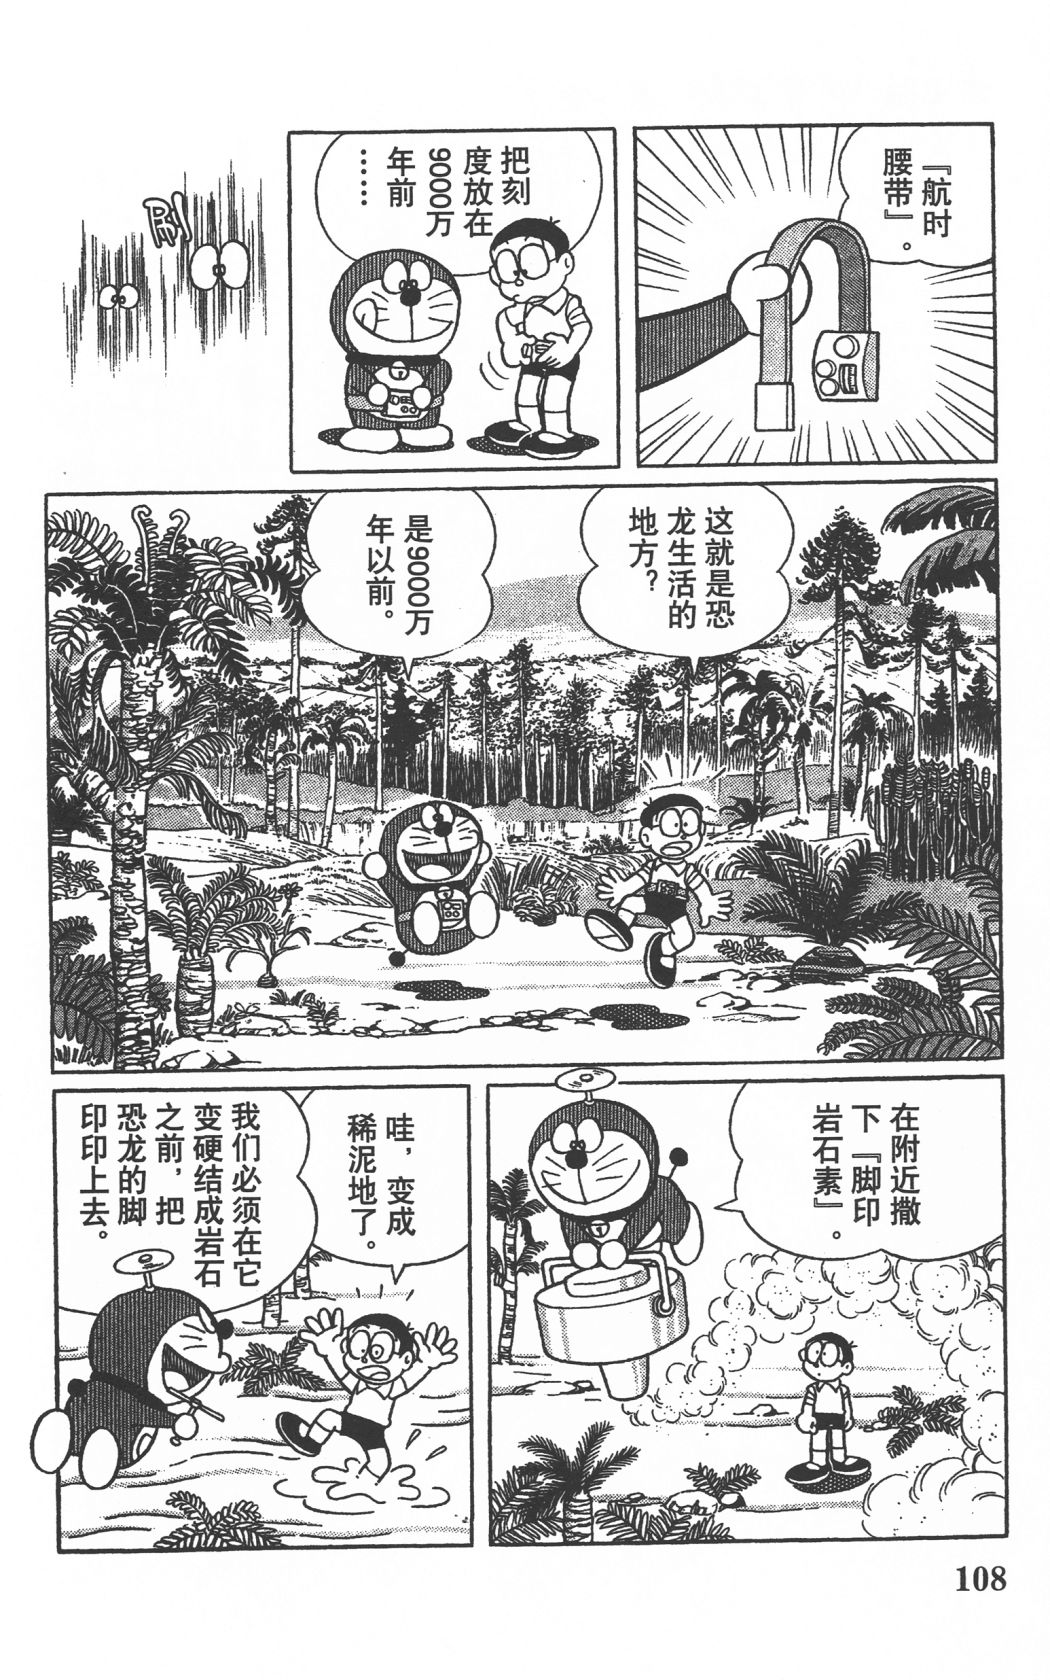 『航时
腰带』。
把刻
度放在
9000万
年前
……
刷
这就是恐
龙生活的
地方？
是9000万
年以前。
在附近撒
下『脚印
岩石素』。
哇，变成
稀泥地了。
我们必须在它
变硬结成岩石
之前，把
恐龙的脚
印印上去。
108